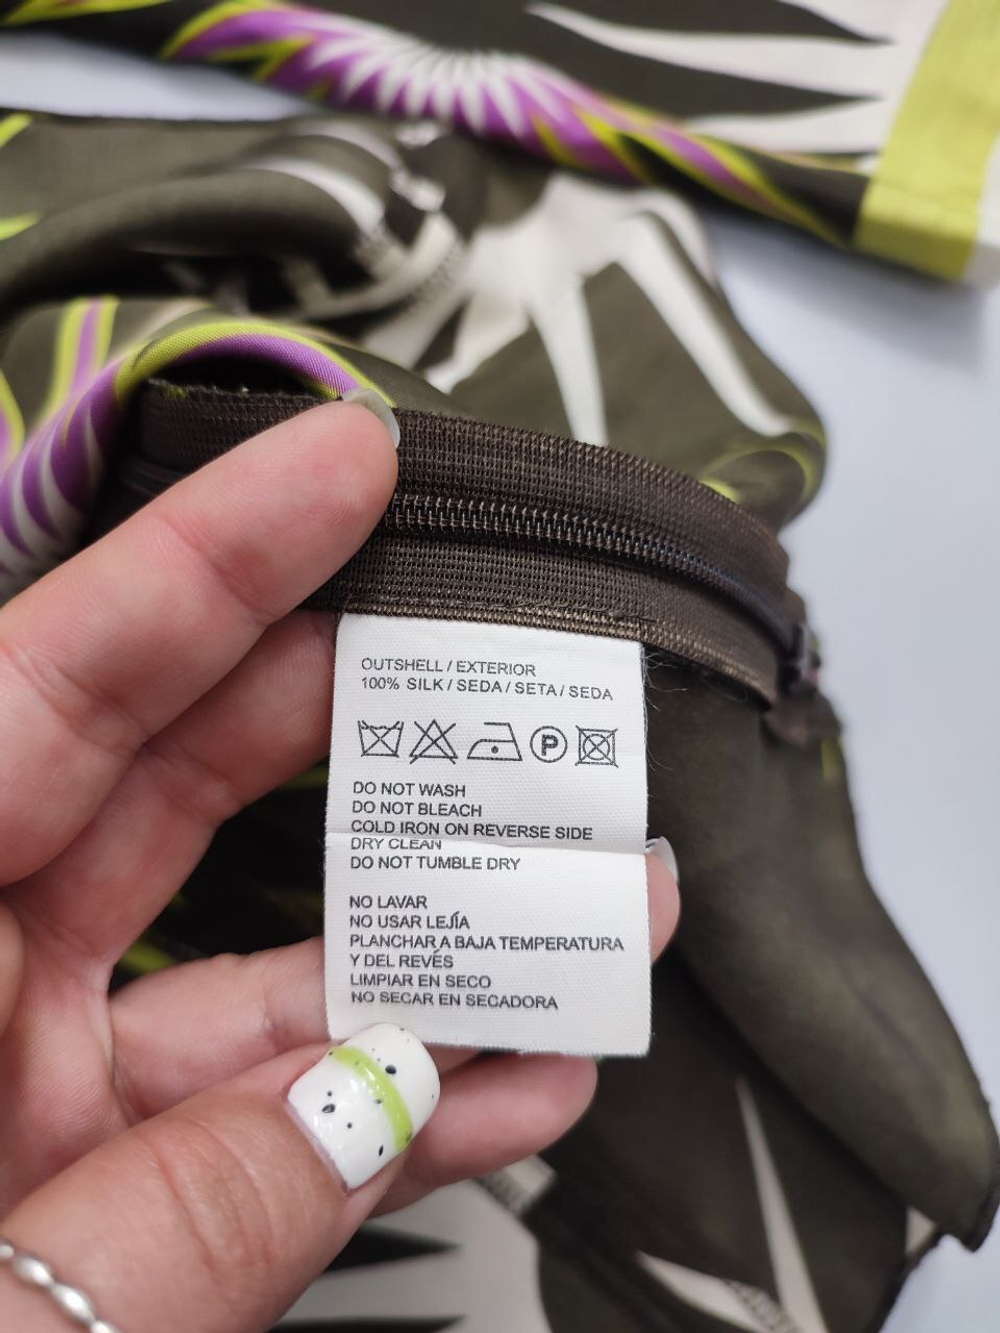 OUTSHELL / EXTERIOR
100% SILK / SEDA / SETA / SEDA
P
DO NOT WASH
DO NOT BLEACH
COLD IRON ON REVERSE SIDE
DRY CLEAN
DO NOT TUMBLE DRY
NO LAVAR
NO USAR LEJÍA
PLANCHAR A BAJA TEMPERATURA
Y DEL REVÉS
LIMPIAR EN SECO
NO SECAR EN SECADORA